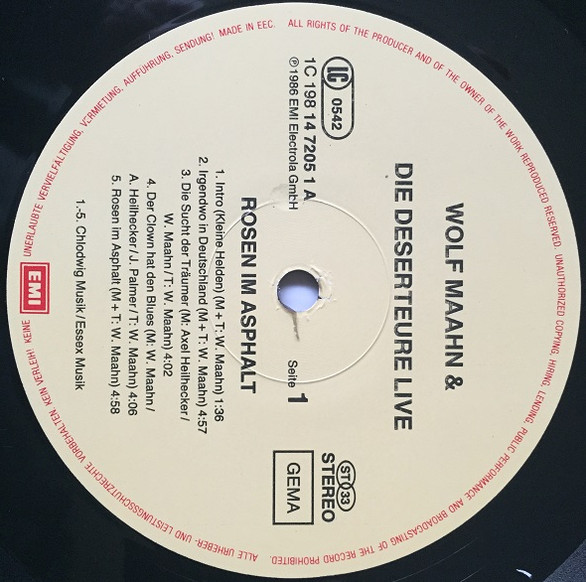 WOLF MAAHN &
DIE DESERTEURE LIVE
LC 0542
1C 198 14 7205 1 A
℗ 1986 EMI Electrola GmbH
Seite 1
ST 33
STEREO
GEMA
ROSEN IM ASPHALT
1. Intro (Kleine Helden) (M + T: W. Maahn) 1:36
2. Irgendwo in Deutschland (M + T: W. Maahn) 4:57
3. Die Sucht der Träumer (M: Axel Heilhecker /
W. Maahn / T: W. Maahn) 4:02
4. Der Clown hat den Blues (M: W. Maahn /
A. Heilhecker / J. Palmer / T: W. Maahn) 4:06
5. Rosen im Asphalt (M + T: W. Maahn) 4:58
1.-5. Chlodwig Musik / Essex Musik
EMI
ALL RIGHTS OF THE PRODUCER AND OF THE OWNER OF THE WORK REPRODUCED RESERVED. UNAUTHORIZED COPYING, HIRING, LENDING, PUBLIC PERFORMANCE AND BROADCASTING OF THE RECORD PROHIBITED.
ALLE URHEBER- UND LEISTUNGSSCHUTZRECHTE VORBEHALTEN. KEIN VERLEIH! KEINE UNERLAUBTE VERVIELFÄLTIGUNG, VERMIETUNG, AUFFÜHRUNG, SENDUNG! MADE IN EEC.